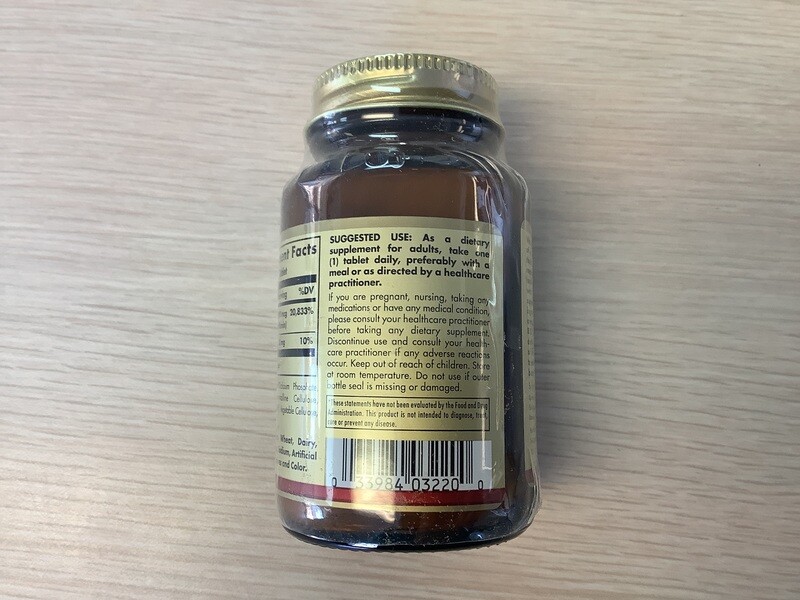 nt Facts
%DV
20,833%
10%
Phosphate,
Cellulose,
Cellulose,
Wheat, Dairy,
Artificial
and Color.
SUGGESTED USE: As a dietary
supplement for adults, take one
(1) tablet daily, preferably with a
meal or as directed by a healthcare
practitioner.
If you are pregnant, nursing, taking any
medications or have any medical condition,
please consult your healthcare practitioner
before taking any dietary supplement.
Discontinue use and consult your health-
care practitioner if any adverse reactions
occur. Keep out of reach of children. Store
at room temperature. Do not use if outer
bottle seal is missing or damaged.
*These statements have not been evaluated by the Food and Drug
Administration. This product is not intended to diagnose, treat,
cure or prevent any disease.
0 33984 03220 0